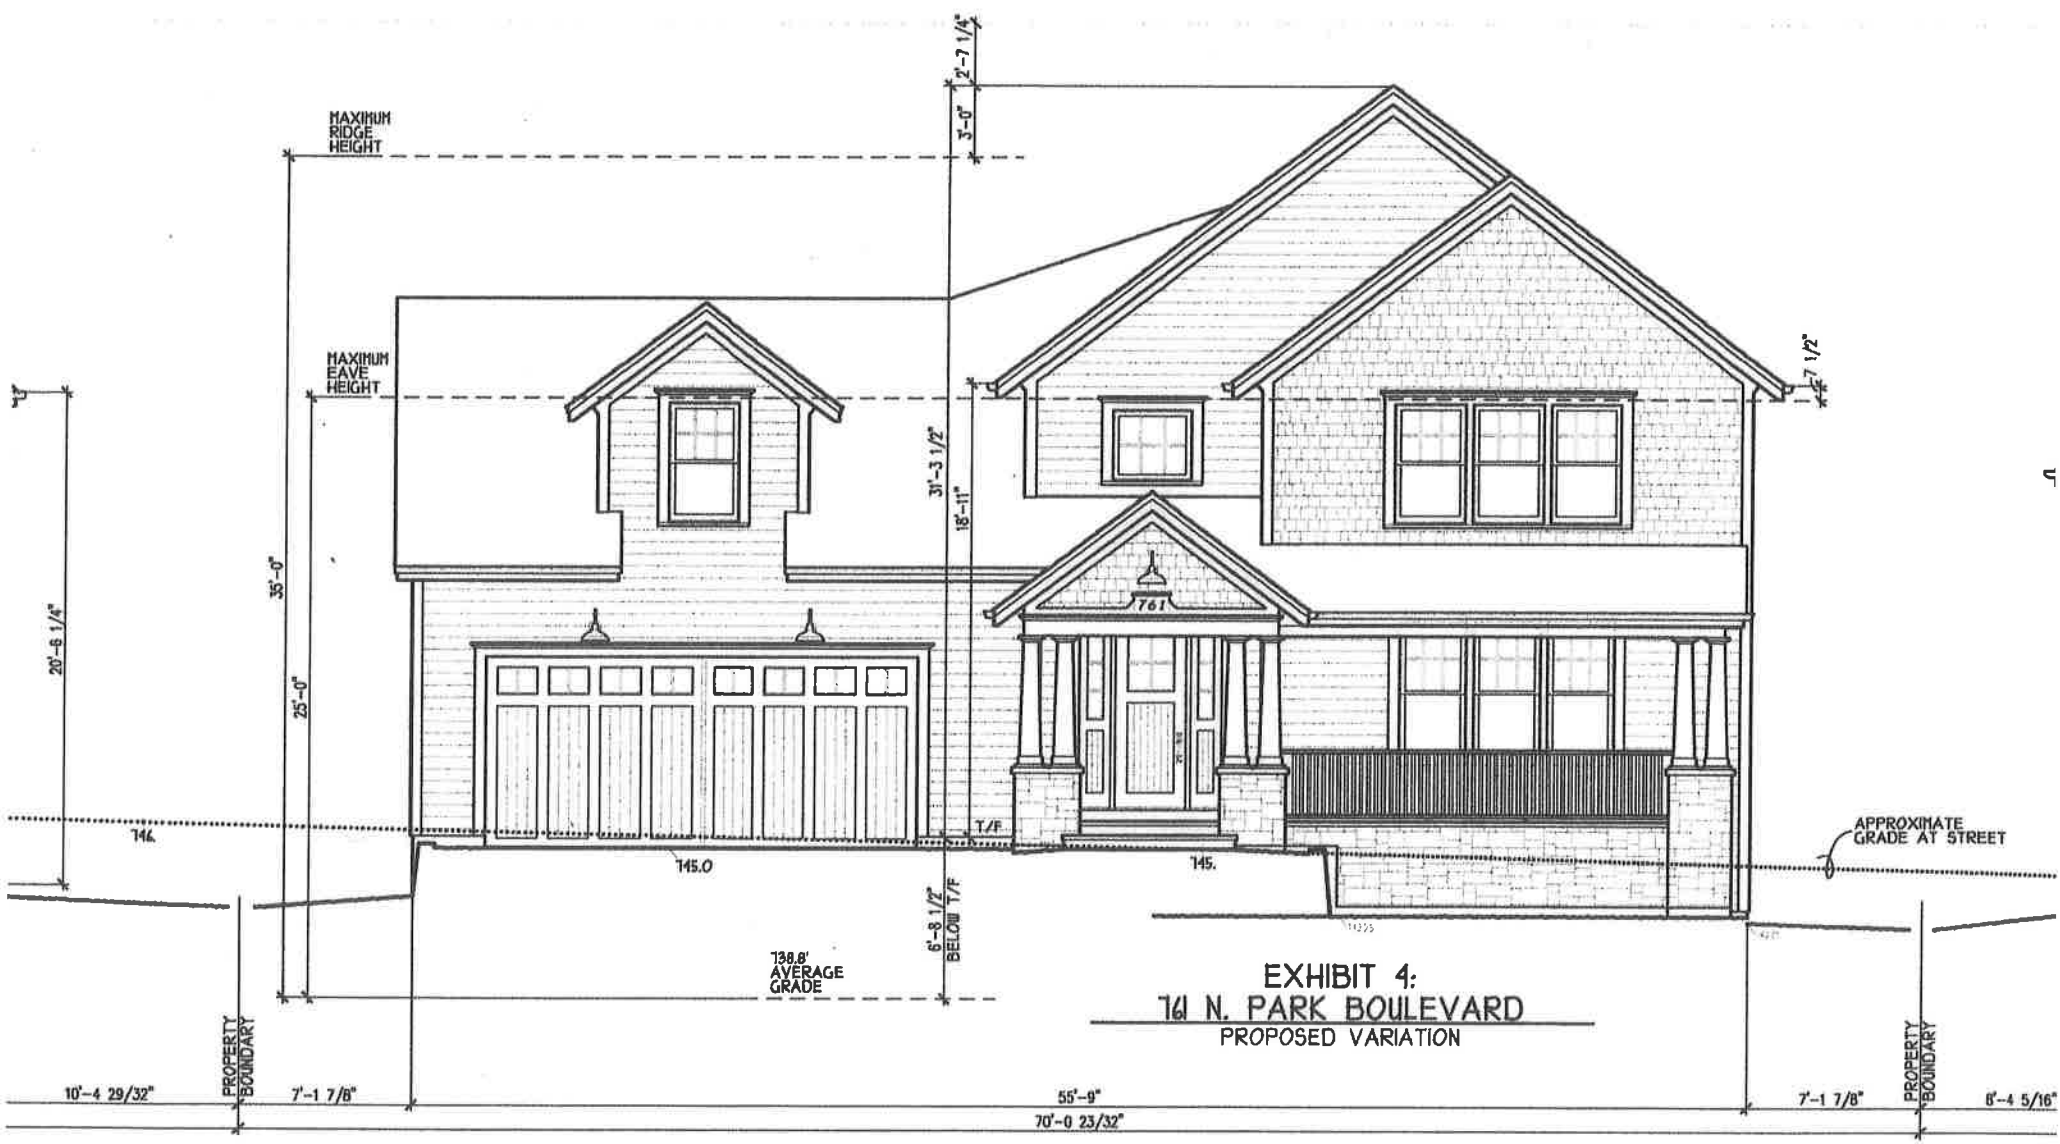 2'-7 1/4"
3'-0"
MAXIMUM
RIDGE
HEIGHT
MAXIMUM
EAVE
HEIGHT
7 1/2"
31'-3 1/2"
18'-11"
35'-0"
25'-0"
20'-8 1/4"
761
T/F
746.
745.0
745.
APPROXIMATE
GRADE AT STREET
6'-8 1/2"
BELOW T/F
738.8'
AVERAGE
GRADE
EXHIBIT 4:
761 N. PARK BOULEVARD
PROPOSED VARIATION
PROPERTY
BOUNDARY
PROPERTY
BOUNDARY
10'-4 29/32"
7'-1 7/8"
55'-9"
7'-1 7/8"
8'-4 5/16"
70'-0 23/32"